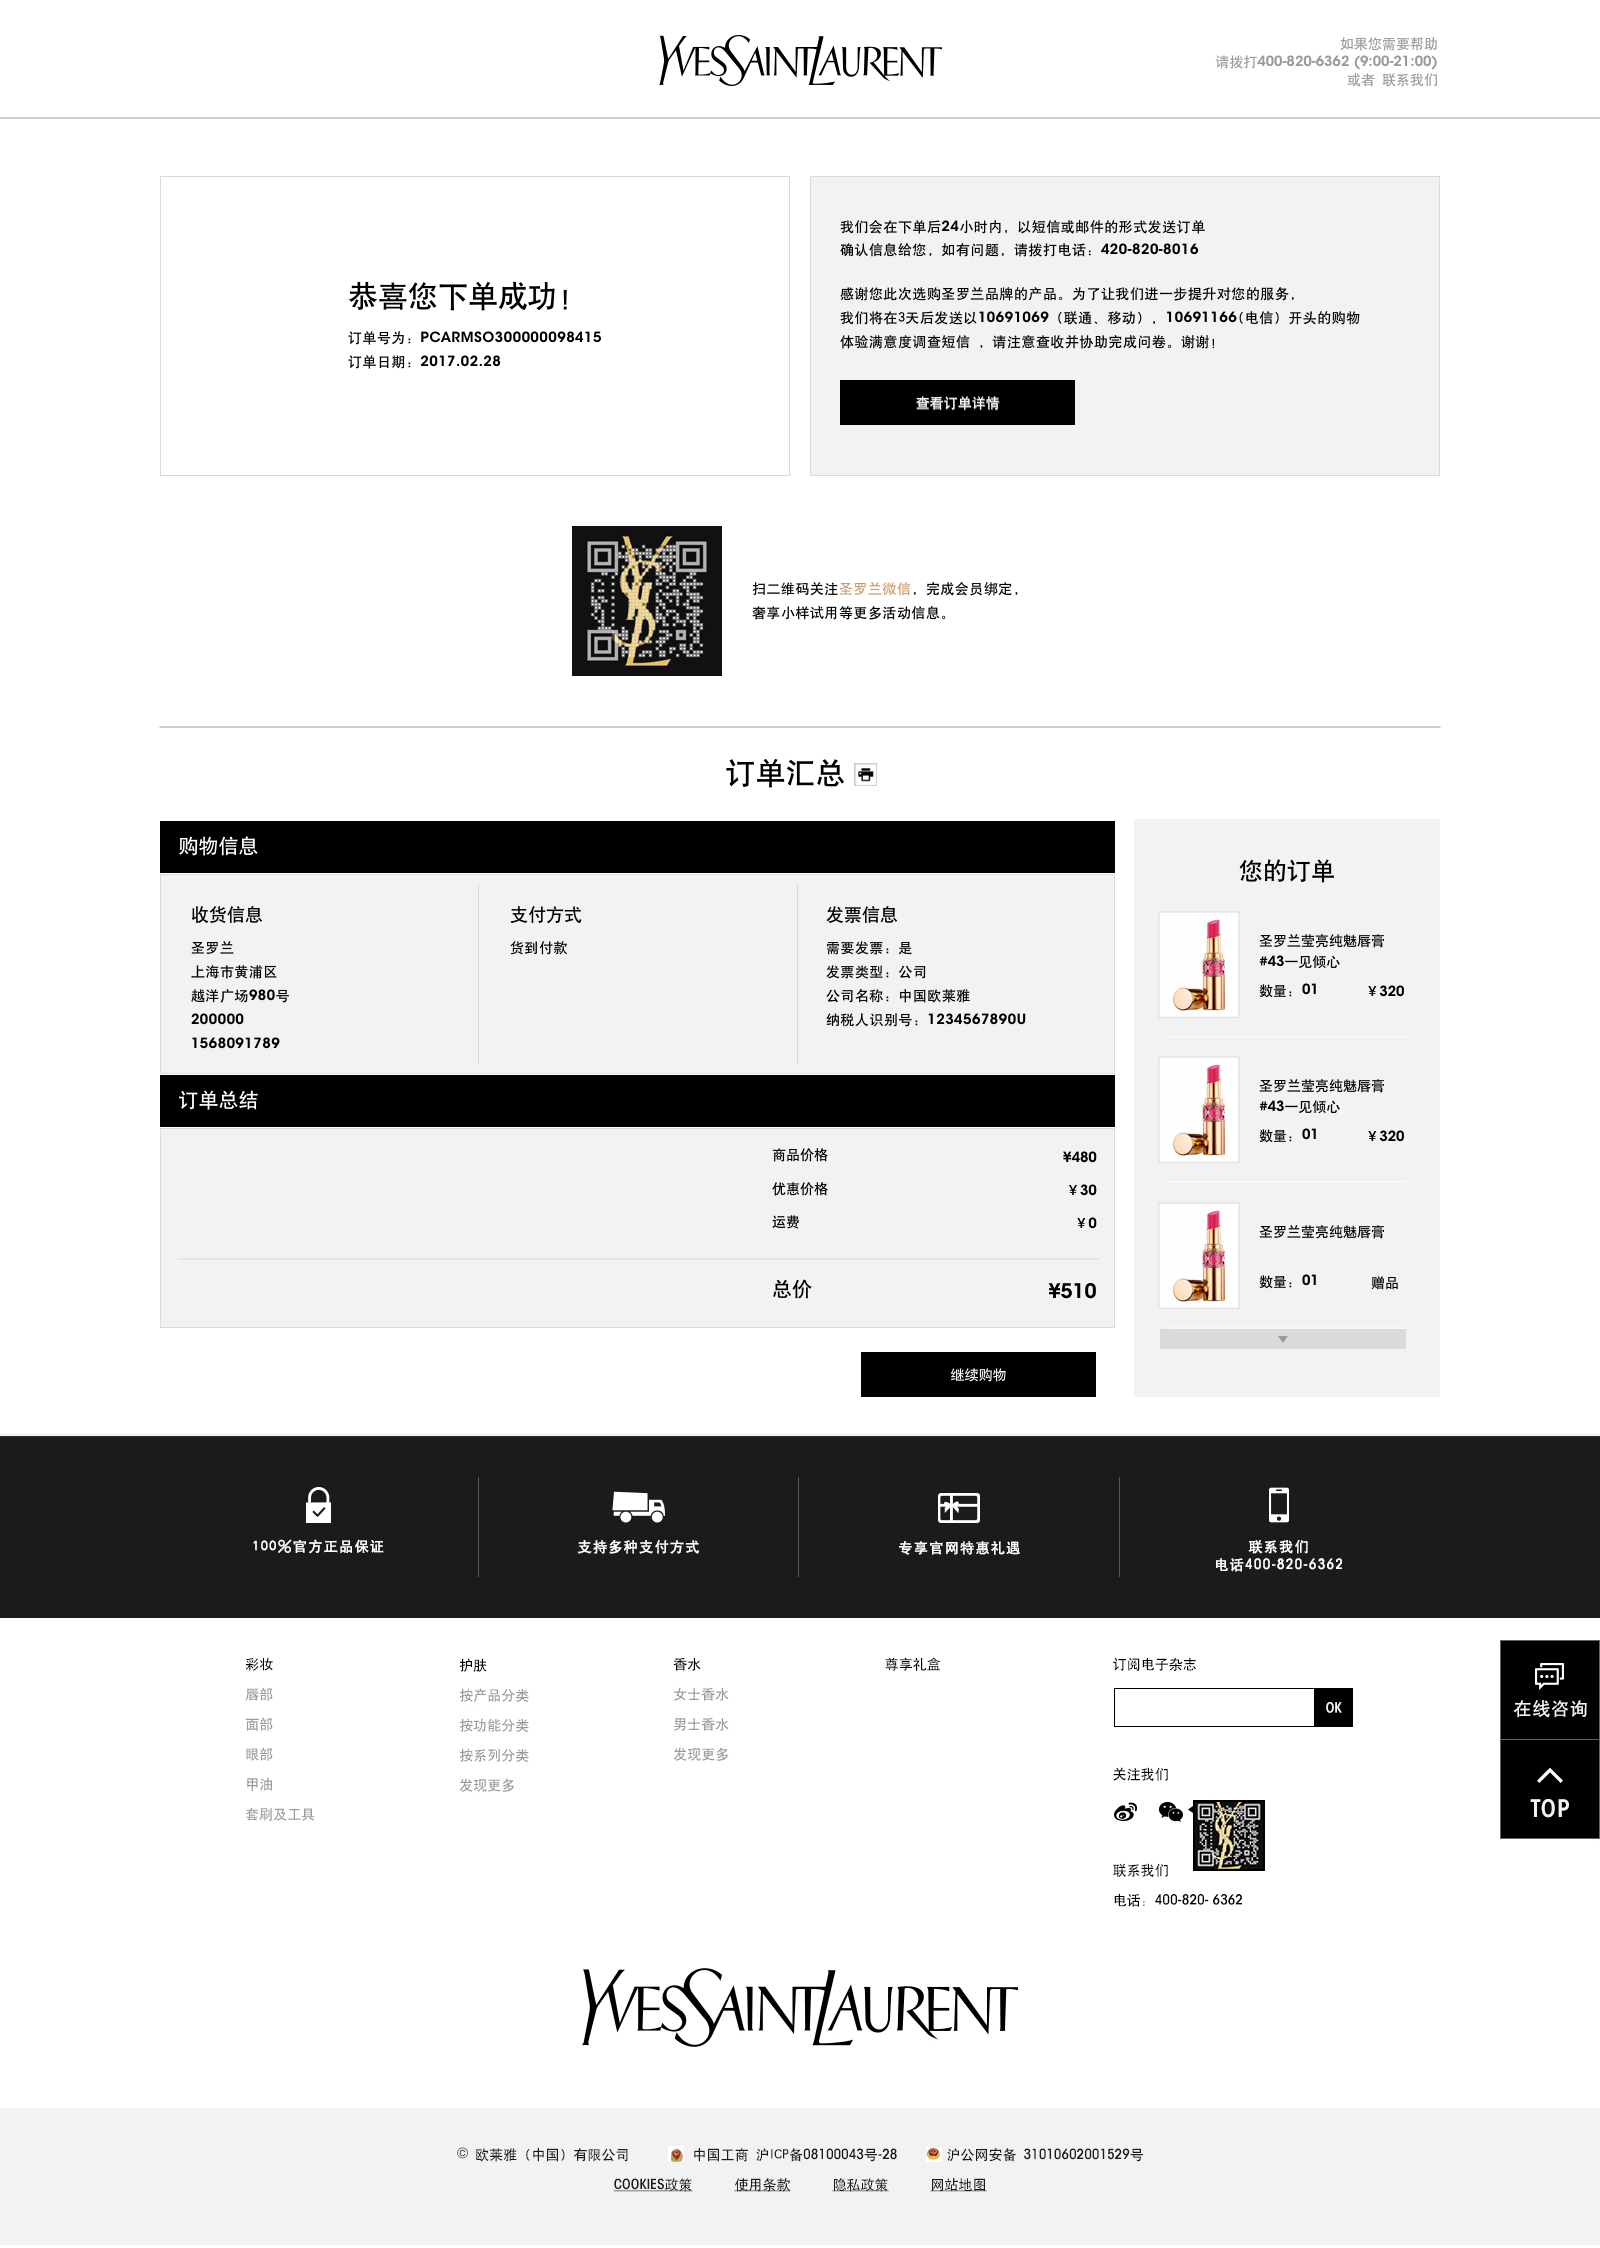 YVESSAINTLAURENT
如果您需要帮助
请拨打400-820-6362 (9:00-21:00)
或者 联系我们
恭喜您下单成功!
订单号为：PCARMSO300000098415
订单日期：2017.02.28
我们会在下单后24小时内，以短信或邮件的形式发送订单
确认信息给您，如有问题，请拨打电话：420-820-8016
感谢您此次选购圣罗兰品牌的产品。为了让我们进一步提升对您的服务，
我们将在3天后发送以10691069（联通、移动），10691166(电信）开头的购物
体验满意度调查短信 ，请注意查收并协助完成问卷。谢谢!
查看订单详情
扫二维码关注圣罗兰微信，完成会员绑定，
奢享小样试用等更多活动信息。
订单汇总
购物信息
收货信息
圣罗兰
上海市黄浦区
越洋广场980号
200000
1568091789
支付方式
货到付款
发票信息
需要发票：是
发票类型：公司
公司名称：中国欧莱雅
纳税人识别号：1234567890U
订单总结
商品价格 ¥480
优惠价格 ¥30
运费 ¥0
总价 ¥510
继续购物
您的订单
圣罗兰莹亮纯魅唇膏
#43一见倾心
数量：01 ¥320
圣罗兰莹亮纯魅唇膏
#43一见倾心
数量：01 ¥320
圣罗兰莹亮纯魅唇膏
数量：01 赠品
100%官方正品保证
支持多种支付方式
专享官网特惠礼遇
联系我们
电话400-820-6362
彩妆
唇部
面部
眼部
甲油
套刷及工具
护肤
按产品分类
按功能分类
按系列分类
发现更多
香水
女士香水
男士香水
发现更多
尊享礼盒
订阅电子杂志
OK
关注我们
联系我们
电话：400-820- 6362
在线咨询
TOP
YVESSAINTLAURENT
© 欧莱雅（中国）有限公司 中国工商 沪ICP备08100043号-28 沪公网安备 31010602001529号
COOKIES政策 使用条款 隐私政策 网站地图